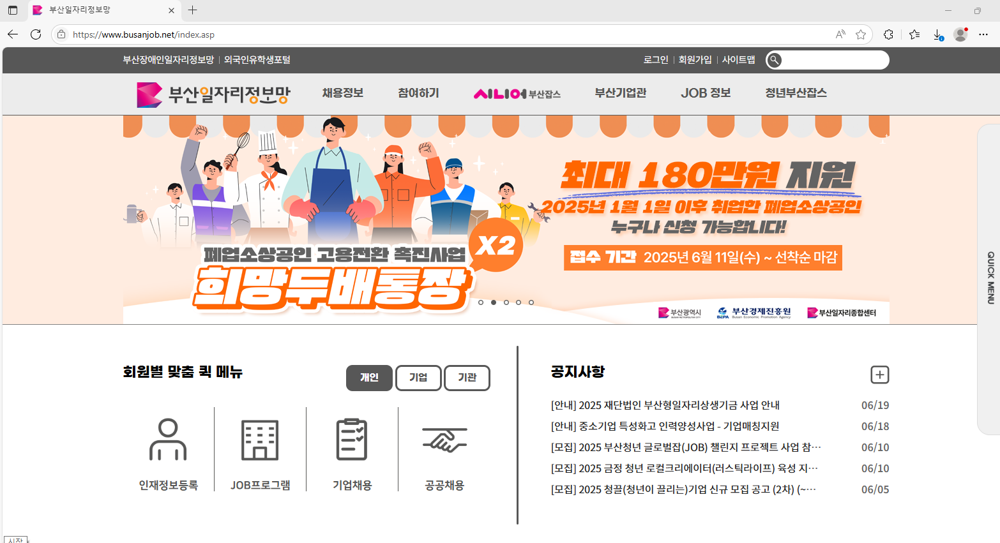 부산일자리정보망
https://www.busanjob.net/index.asp
부산장애인일자리정보망 | 외국인유학생포털
로그인 | 회원가입 | 사이트맵
부산일자리정보망
채용정보
참여하기
시니어 부산잡스
부산기업관
JOB 정보
청년부산잡스
최대 180만원 지원
2025년 1월 1일 이후 취업한 폐업소상공인
누구나 신청 가능합니다!
접수 기간 2025년 6월 11일(수) ~ 선착순 마감
폐업소상공인 고용전환 촉진사업
X2
희망두배통장
부산광역시
BUSAN METROPOLITAN CITY
BEPA 부산경제진흥원
Busan Economic Promotion Agency
부산일자리종합센터
QUICK MENU
회원별 맞춤 퀵 메뉴
개인
기업
기관
인재정보등록
JOB프로그램
기업채용
공공채용
공지사항
[안내] 2025 재단법인 부산형일자리상생기금 사업 안내 06/19
[안내] 중소기업 특성화고 인력양성사업 - 기업매칭지원 06/18
[모집] 2025 부산청년 글로벌잡(JOB) 챌린지 프로젝트 사업 참… 06/10
[모집] 2025 금정 청년 로컬크리에이터(러스틱라이프) 육성 지… 06/10
[모집] 2025 청끌(청년이 끌리는)기업 신규 모집 공고 (2차) (~… 06/05
시작